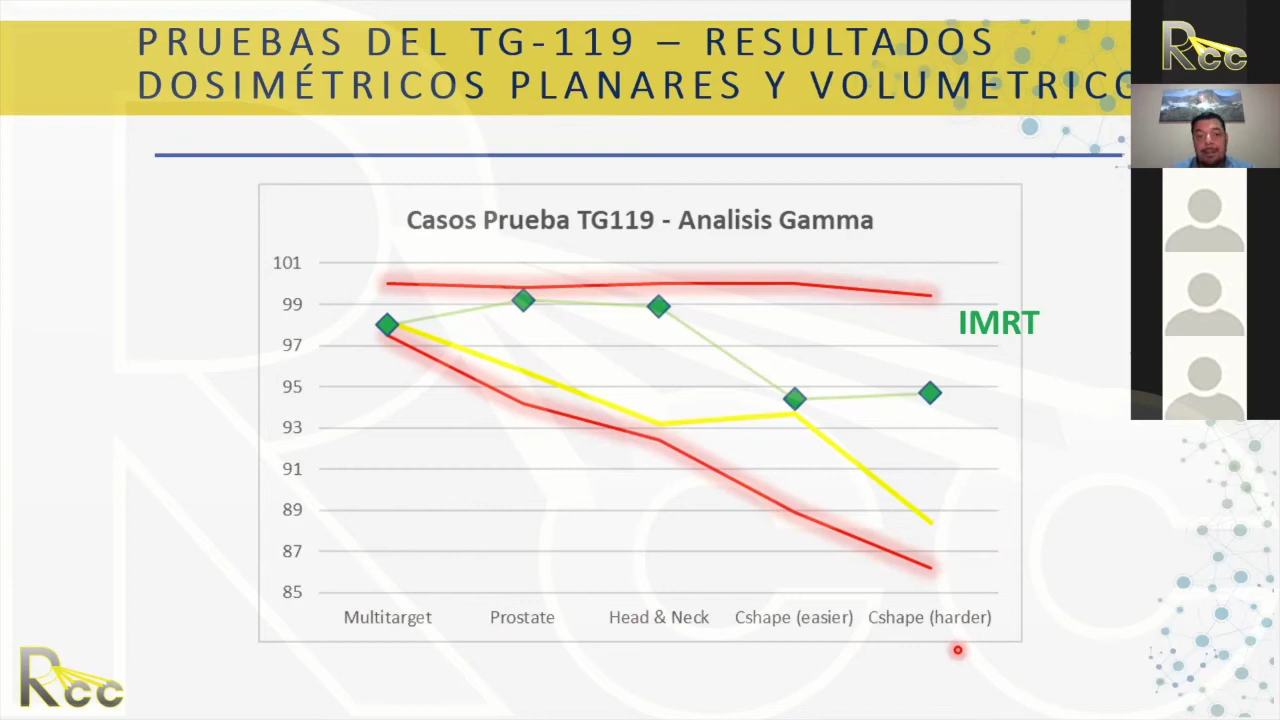 PRUEBAS DEL TG-119 – RESULTADOS
DOSIMÉTRICOS PLANARES Y VOLUMETRICO
Rcc
Casos Prueba TG119 - Analisis Gamma
101
99
97
95
93
91
89
87
85
IMRT
Multitarget Prostate Head & Neck Cshape (easier) Cshape (harder)
Rcc